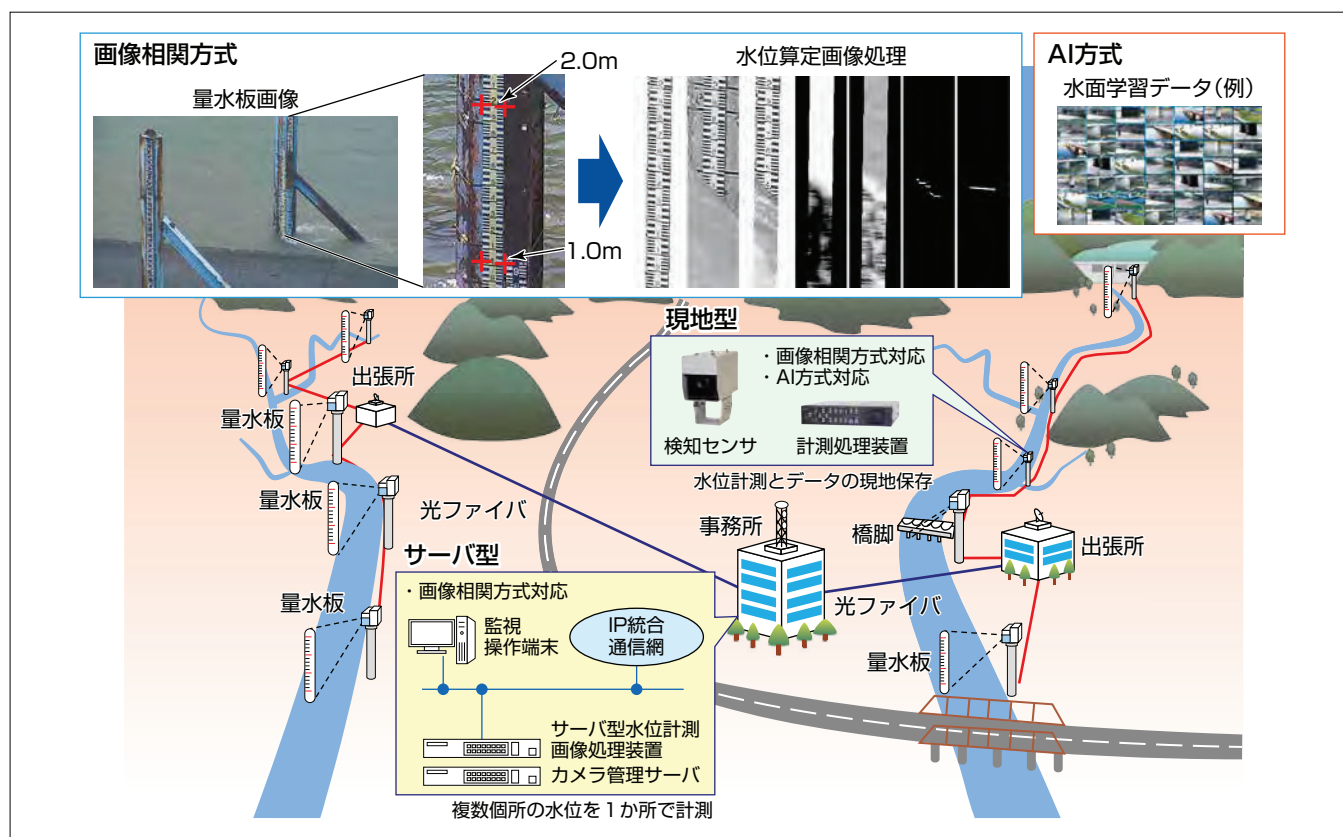 画像相関方式
量水板画像
2.0m
1.0m
水位算定画像処理
AI方式
水面学習データ(例)
現地型
・画像相関方式対応
・AI方式対応
検知センサ
計測処理装置
水位計測とデータの現地保存
出張所
量水板
量水板
光ファイバ
量水板
サーバ型
・画像相関方式対応
監視
操作端末
IP統合
通信網
サーバ型水位計測
画像処理装置
カメラ管理サーバ
複数個所の水位を1か所で計測
事務所
光ファイバ
橋脚
出張所
量水板